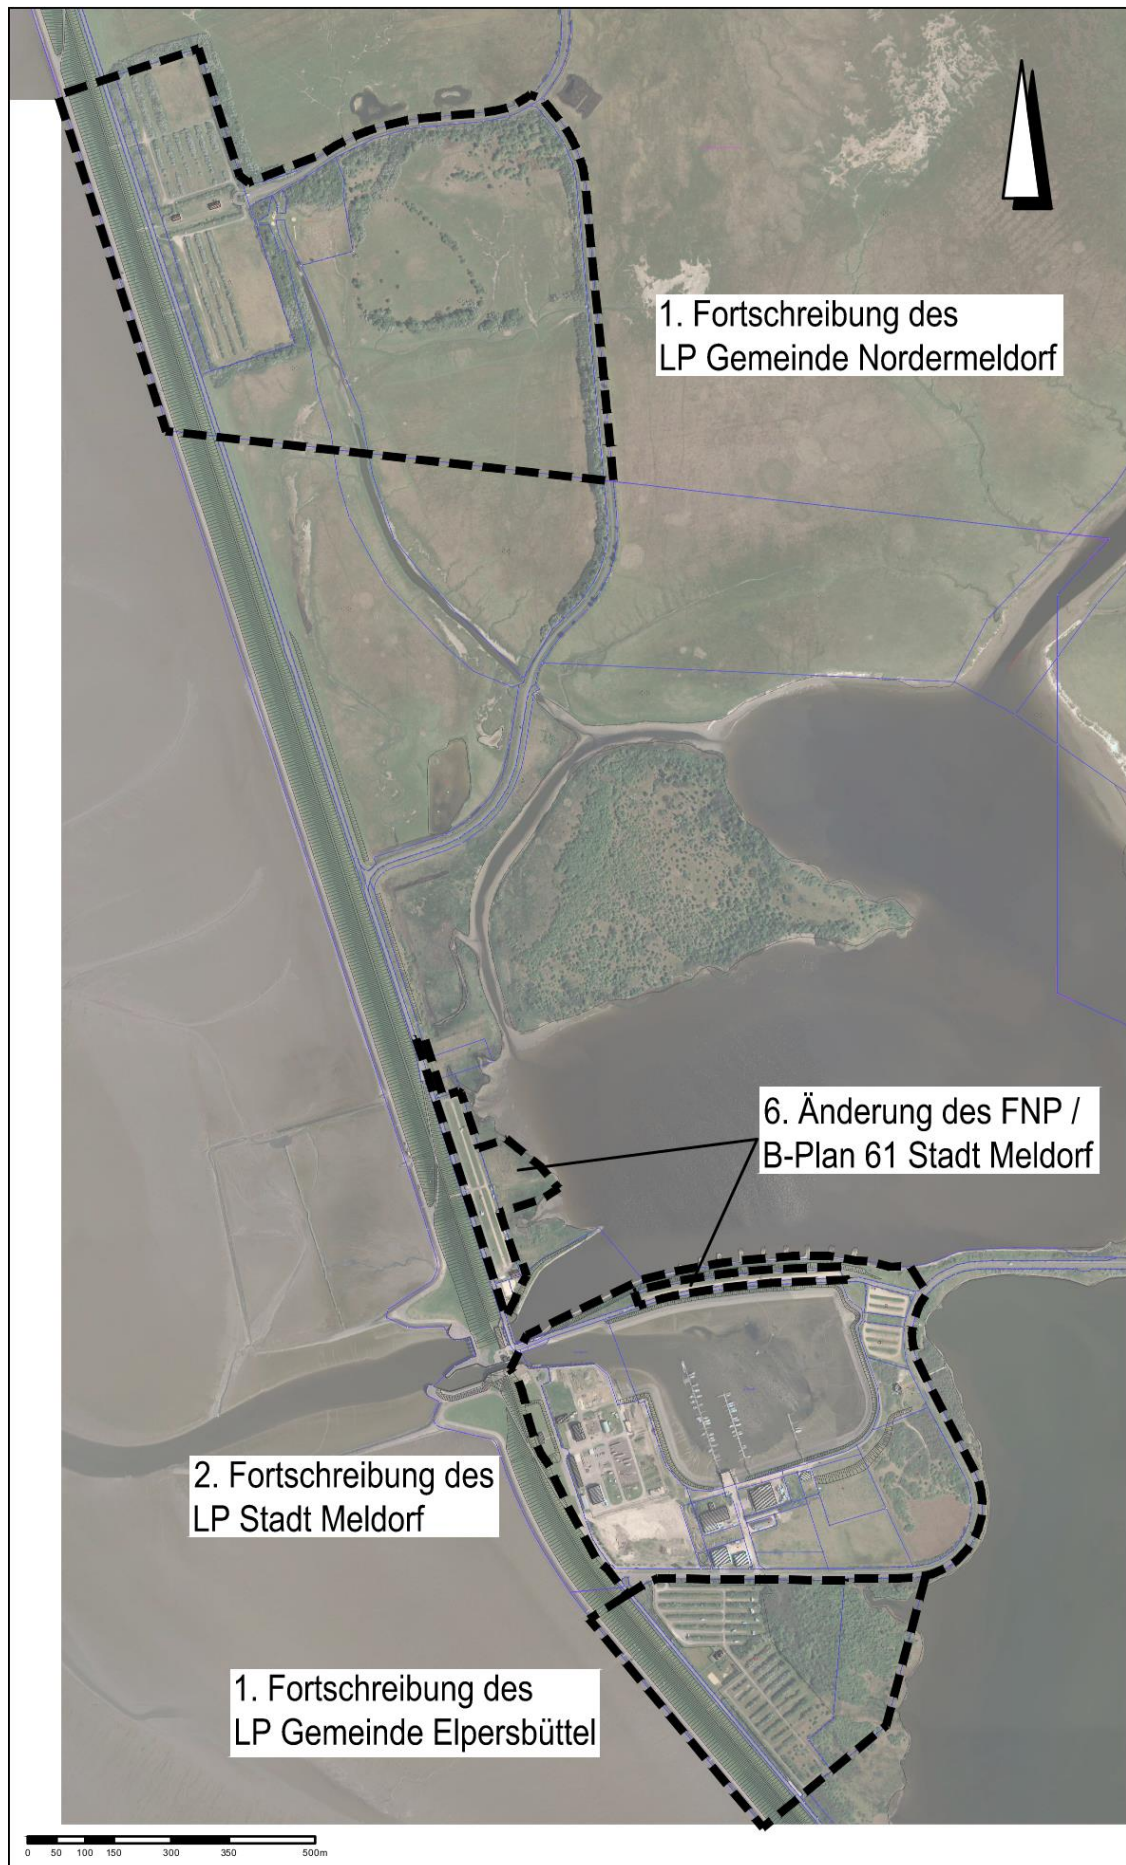 1. Fortschreibung des
LP Gemeinde Nordermeldorf
6. Änderung des FNP /
B-Plan 61 Stadt Meldorf
2. Fortschreibung des
LP Stadt Meldorf
1. Fortschreibung des
LP Gemeinde Elpersbüttel
0 50 100 150 300 350 500m